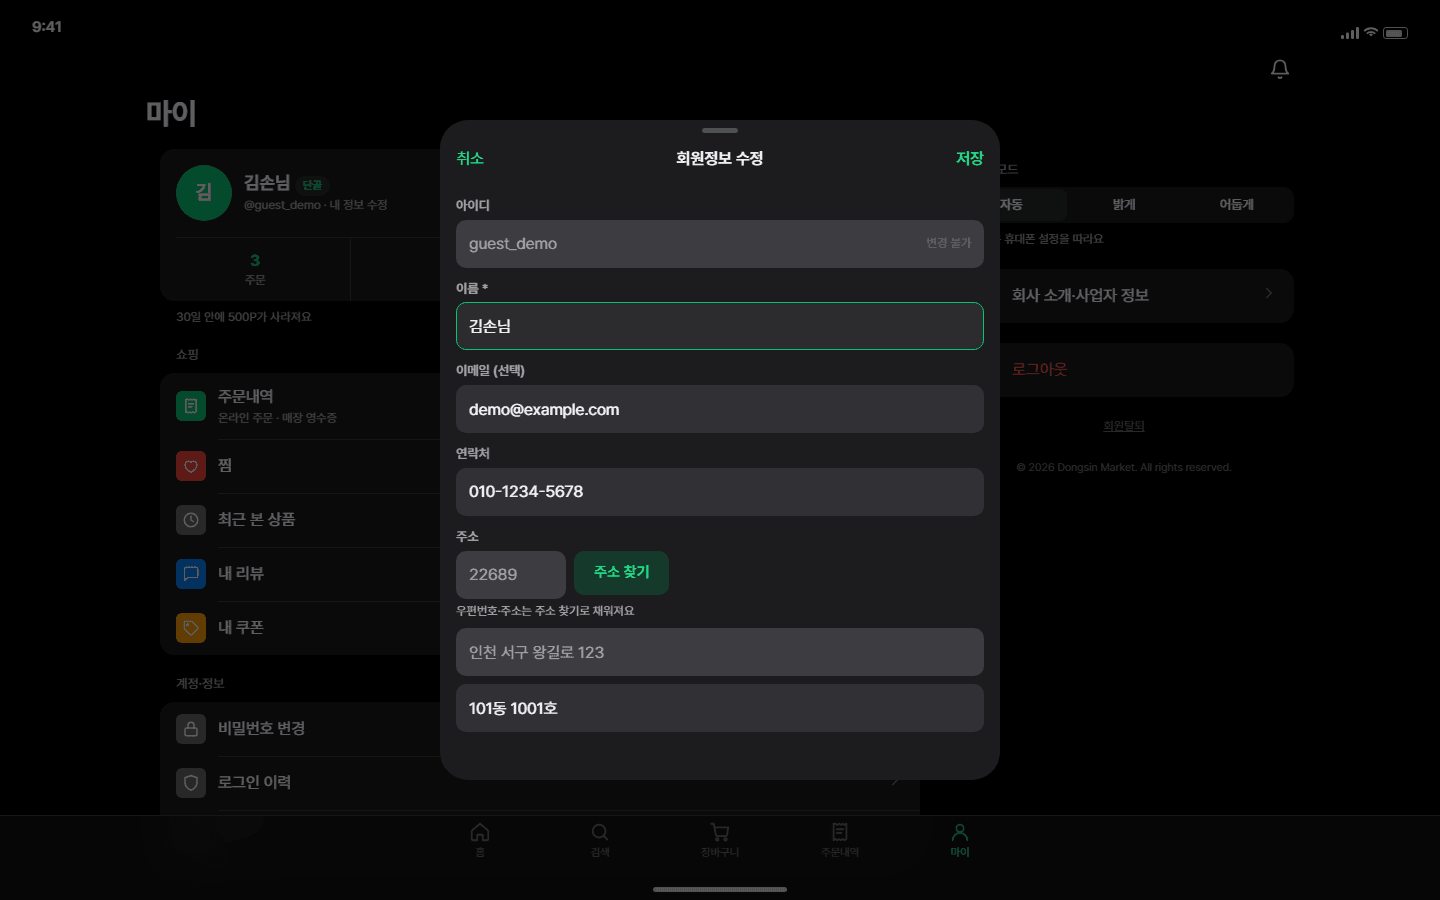 9:41
마이
김
김손님 단골
@guest_demo · 내 정보 수정
3
주문
30일 안에 500P가 사라져요
쇼핑
주문내역
온라인 주문 · 매장 영수증
찜
최근 본 상품
내 리뷰
내 쿠폰
계정·정보
비밀번호 변경
로그인 이력
취소
회원정보 수정
저장
아이디
guest_demo
변경 불가
이름 *
김손님
이메일 (선택)
demo@example.com
연락처
010-1234-5678
주소
22689
주소 찾기
우편번호·주소는 주소 찾기로 채워져요
인천 서구 왕길로 123
101동 1001호
모드
자동
밝게
어둡게
휴대폰 설정을 따라요
회사 소개·사업자 정보
로그아웃
회원탈퇴
© 2026 Dongsin Market. All rights reserved.
홈
검색
장바구니
주문내역
마이